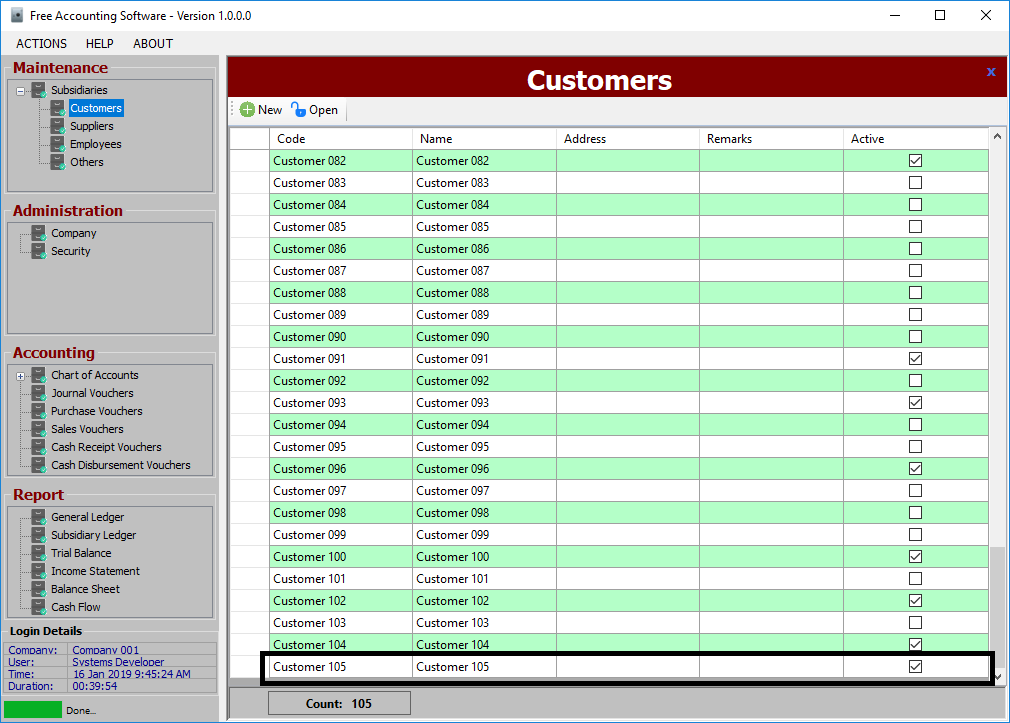 Free Accounting Software - Version 1.0.0.0
ACTIONS HELP ABOUT
Maintenance
Subsidiaries
Customers
Suppliers
Employees
Others
Administration
Company
Security
Accounting
Chart of Accounts
Journal Vouchers
Purchase Vouchers
Sales Vouchers
Cash Receipt Vouchers
Cash Disbursement Vouchers
Report
General Ledger
Subsidiary Ledger
Trial Balance
Income Statement
Balance Sheet
Cash Flow
Login Details
Company: Company 001
User: Systems Developer
Time: 16 Jan 2019 9:45:24 AM
Duration: 00:39:54
Done...
Customers x
New Open
Code Name Address Remarks Active
Customer 082 Customer 082
Customer 083 Customer 083
Customer 084 Customer 084
Customer 085 Customer 085
Customer 086 Customer 086
Customer 087 Customer 087
Customer 088 Customer 088
Customer 089 Customer 089
Customer 090 Customer 090
Customer 091 Customer 091
Customer 092 Customer 092
Customer 093 Customer 093
Customer 094 Customer 094
Customer 095 Customer 095
Customer 096 Customer 096
Customer 097 Customer 097
Customer 098 Customer 098
Customer 099 Customer 099
Customer 100 Customer 100
Customer 101 Customer 101
Customer 102 Customer 102
Customer 103 Customer 103
Customer 104 Customer 104
Customer 105 Customer 105
Count: 105